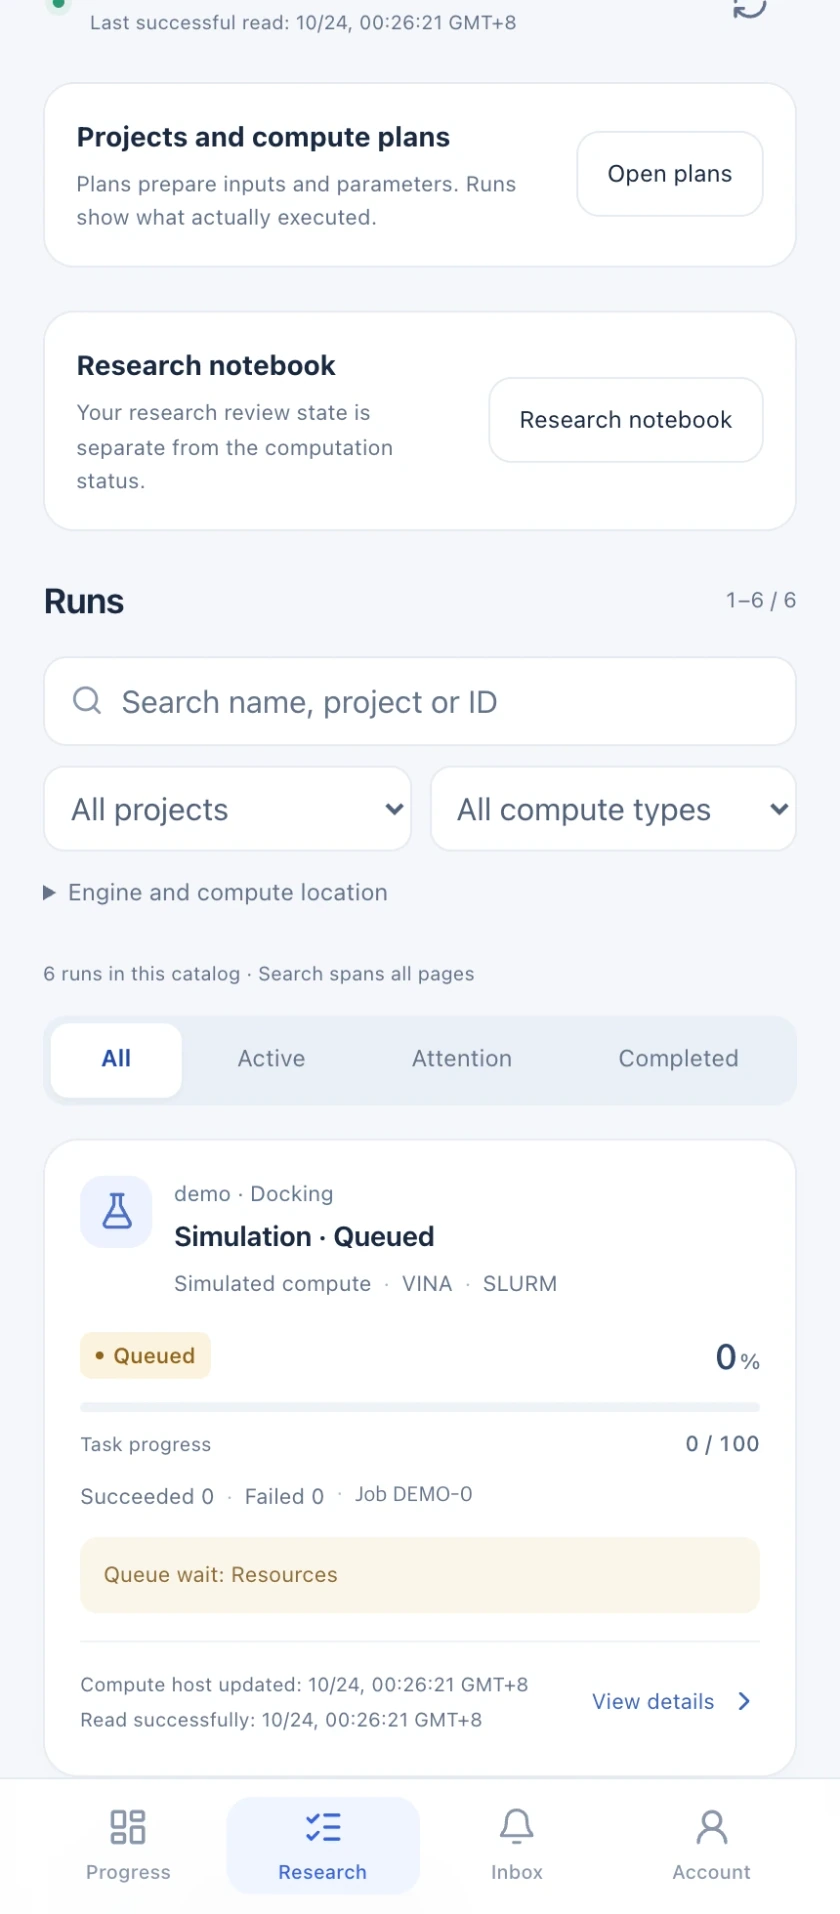 Last successful read: 10/24, 00:26:21 GMT+8
Projects and compute plans
Plans prepare inputs and parameters. Runs
show what actually executed.
Open plans
Research notebook
Your research review state is
separate from the computation
status.
Research notebook
Runs
1–6 / 6
Search name, project or ID
All projects
All compute types
Engine and compute location
6 runs in this catalog · Search spans all pages
All
Active
Attention
Completed
demo · Docking
Simulation · Queued
Simulated compute · VINA · SLURM
• Queued
0 %
Task progress
0 / 100
Succeeded 0 · Failed 0 · Job DEMO-0
Queue wait: Resources
Compute host updated: 10/24, 00:26:21 GMT+8
Read successfully: 10/24, 00:26:21 GMT+8
View details
Progress
Research
Inbox
Account